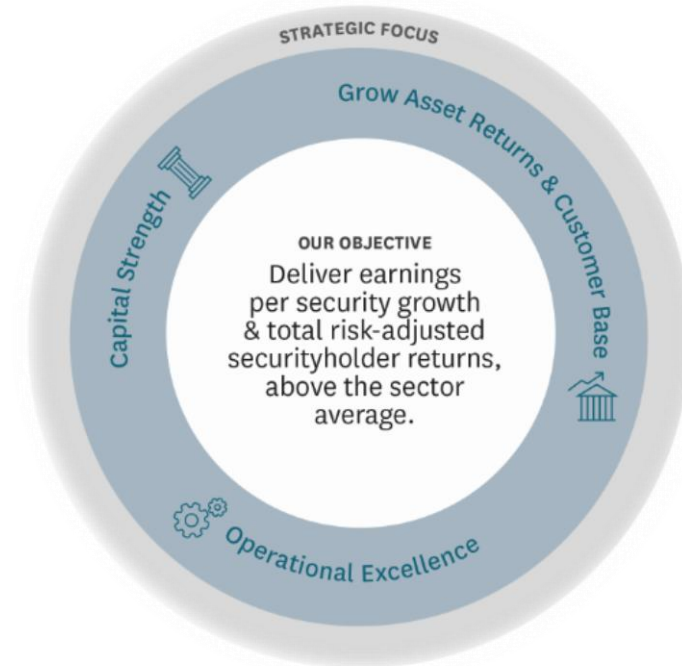 STRATEGIC FOCUS
Grow Asset Returns & Customer Base
Capital Strength
OUR OBJECTIVE
Deliver earnings
per security growth
& total risk-adjusted
securityholder returns,
above the sector
average.
Operational Excellence